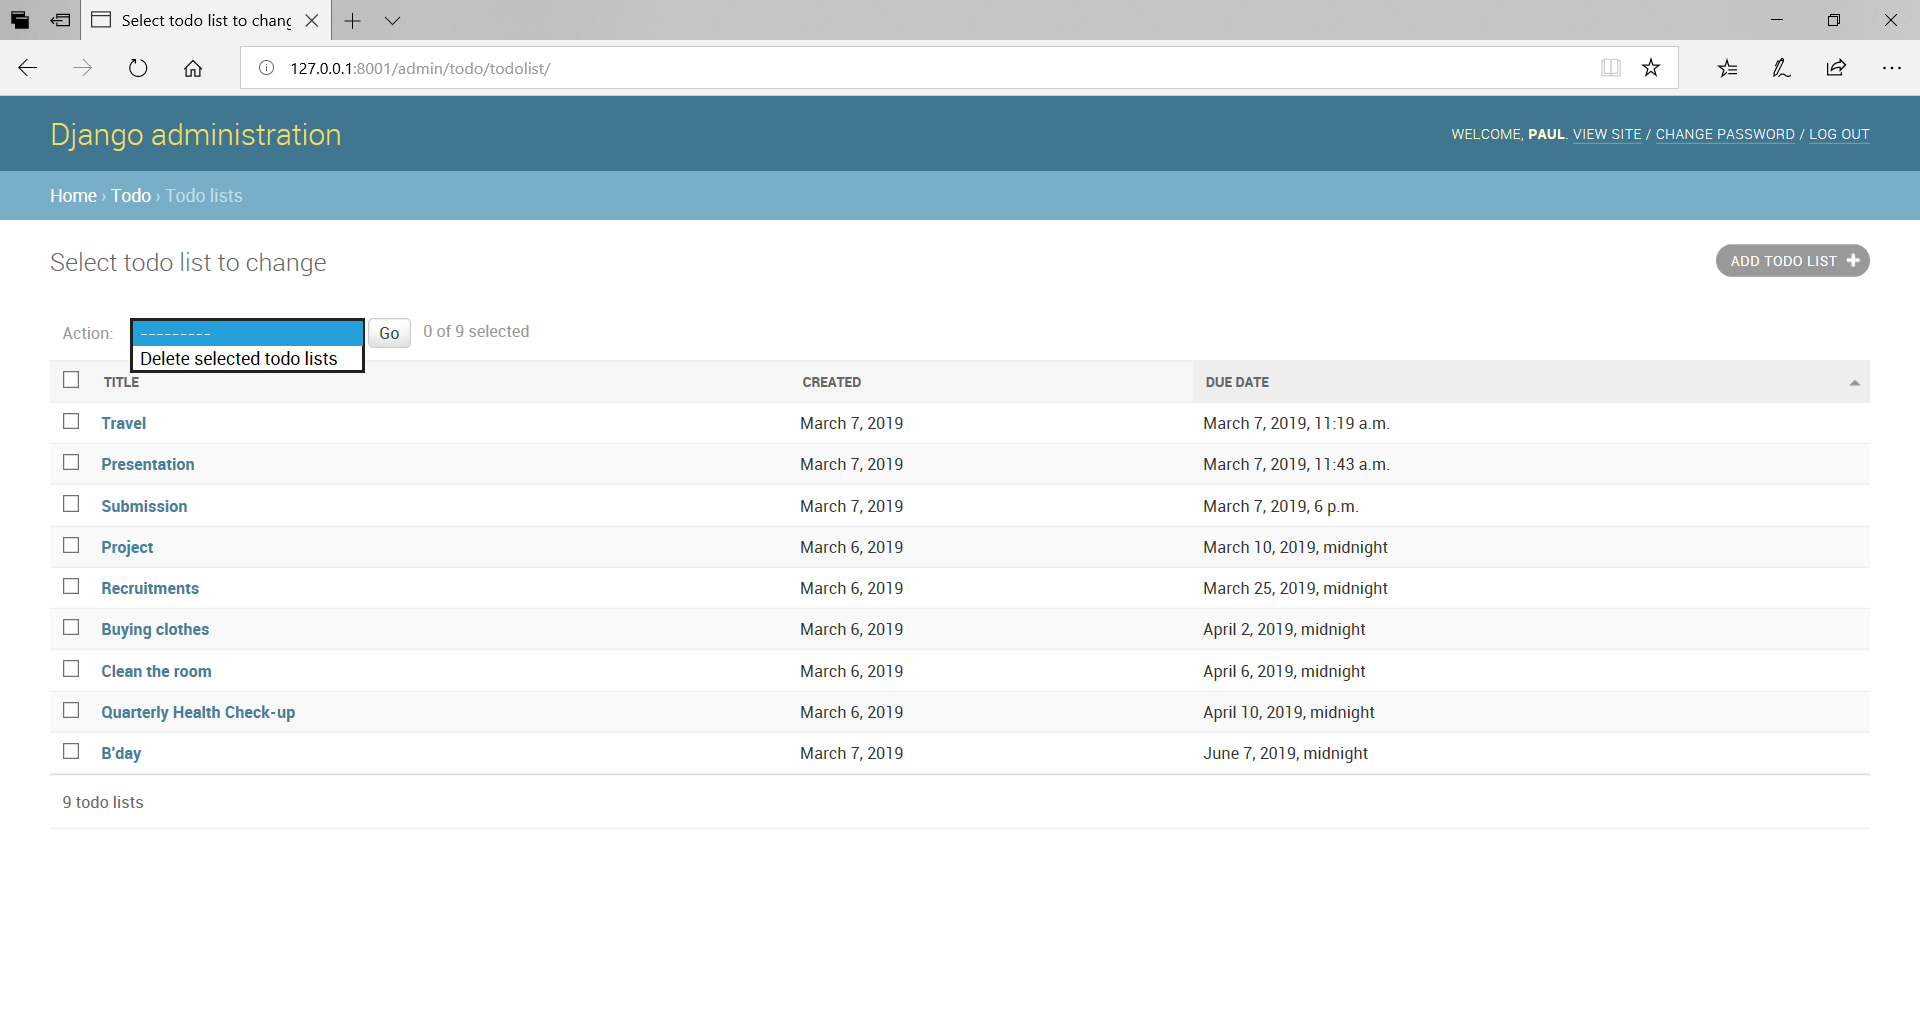 Select todo list to chang
127.0.0.1:8001/admin/todo/todolist/
Django administration
WELCOME, PAUL. VIEW SITE / CHANGE PASSWORD / LOG OUT
Home › Todo › Todo lists
Select todo list to change
ADD TODO LIST +
Action: --------- Go 0 of 9 selected
Delete selected todo lists
TITLE CREATED DUE DATE
Travel March 7, 2019 March 7, 2019, 11:19 a.m.
Presentation March 7, 2019 March 7, 2019, 11:43 a.m.
Submission March 7, 2019 March 7, 2019, 6 p.m.
Project March 6, 2019 March 10, 2019, midnight
Recruitments March 6, 2019 March 25, 2019, midnight
Buying clothes March 6, 2019 April 2, 2019, midnight
Clean the room March 6, 2019 April 6, 2019, midnight
Quarterly Health Check-up March 6, 2019 April 10, 2019, midnight
B'day March 7, 2019 June 7, 2019, midnight
9 todo lists